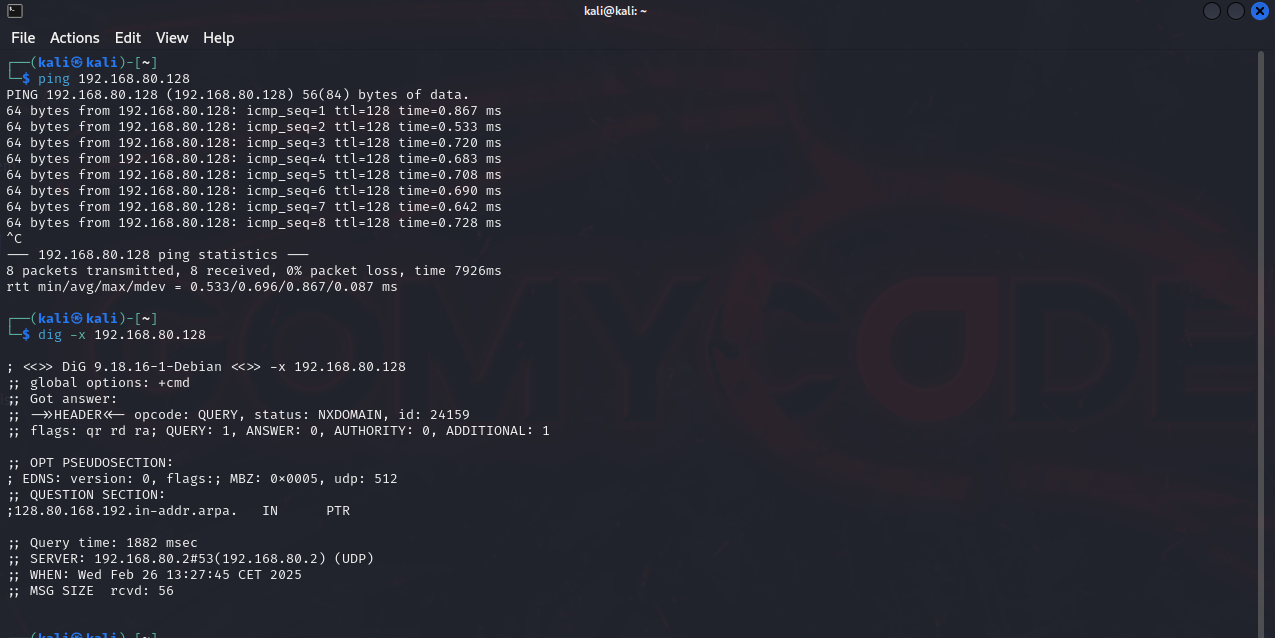 kali@kali: ~
File Actions Edit View Help
┌──(kali㉿kali)-[~]
└─$ ping 192.168.80.128
PING 192.168.80.128 (192.168.80.128) 56(84) bytes of data.
64 bytes from 192.168.80.128: icmp_seq=1 ttl=128 time=0.867 ms
64 bytes from 192.168.80.128: icmp_seq=2 ttl=128 time=0.533 ms
64 bytes from 192.168.80.128: icmp_seq=3 ttl=128 time=0.720 ms
64 bytes from 192.168.80.128: icmp_seq=4 ttl=128 time=0.683 ms
64 bytes from 192.168.80.128: icmp_seq=5 ttl=128 time=0.708 ms
64 bytes from 192.168.80.128: icmp_seq=6 ttl=128 time=0.690 ms
64 bytes from 192.168.80.128: icmp_seq=7 ttl=128 time=0.642 ms
64 bytes from 192.168.80.128: icmp_seq=8 ttl=128 time=0.728 ms
^C
--- 192.168.80.128 ping statistics ---
8 packets transmitted, 8 received, 0% packet loss, time 7926ms
rtt min/avg/max/mdev = 0.533/0.696/0.867/0.087 ms
┌──(kali㉿kali)-[~]
└─$ dig -x 192.168.80.128
; <<>> DiG 9.18.16-1-Debian <<>> -x 192.168.80.128
;; global options: +cmd
;; Got answer:
;; ->>HEADER<<- opcode: QUERY, status: NXDOMAIN, id: 24159
;; flags: qr rd ra; QUERY: 1, ANSWER: 0, AUTHORITY: 0, ADDITIONAL: 1
;; OPT PSEUDOSECTION:
; EDNS: version: 0, flags:; MBZ: 0x0005, udp: 512
;; QUESTION SECTION:
;128.80.168.192.in-addr.arpa. IN PTR
;; Query time: 1882 msec
;; SERVER: 192.168.80.2#53(192.168.80.2) (UDP)
;; WHEN: Wed Feb 26 13:27:45 CET 2025
;; MSG SIZE rcvd: 56
┌──(kali㉿kali)-[~]
GOMYCODE